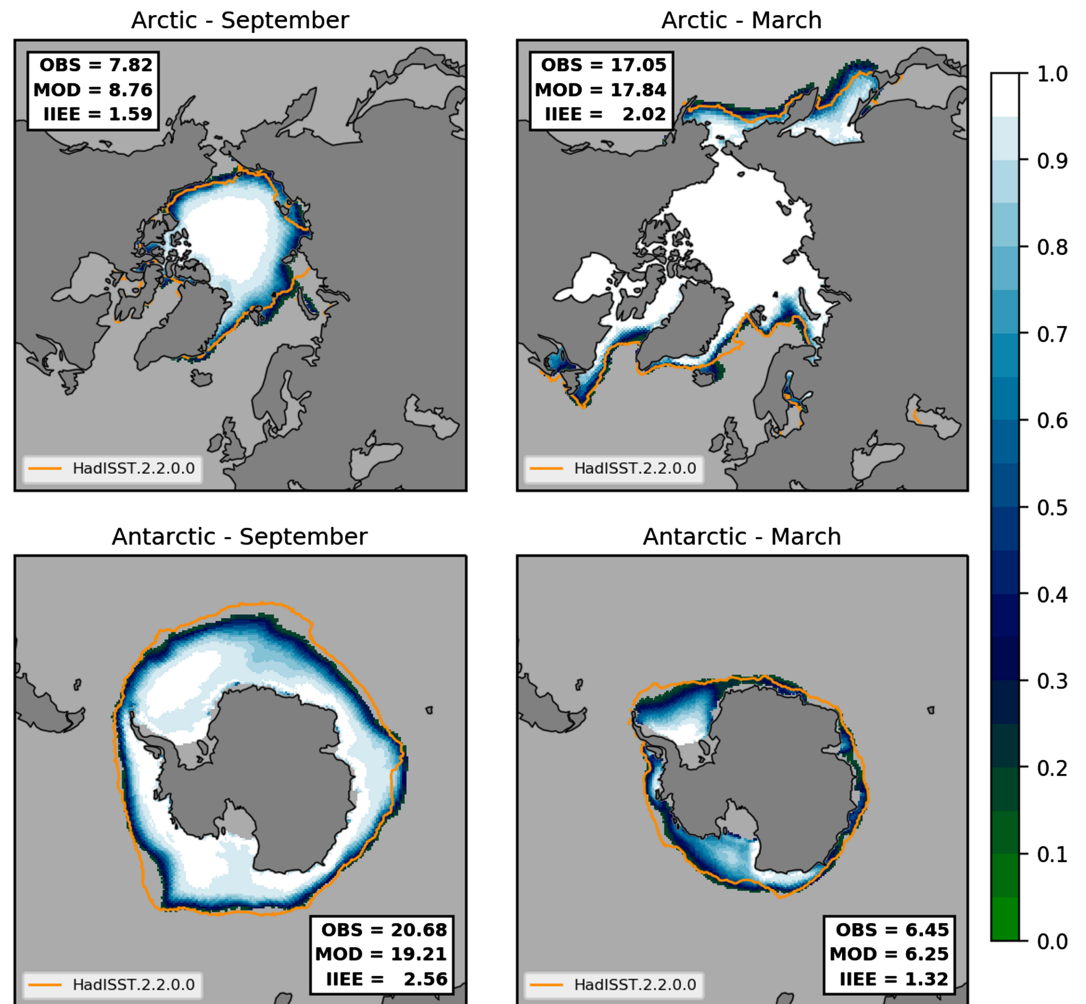 Arctic - September
OBS = 7.82
MOD = 8.76
IIEE = 1.59
HadISST.2.2.0.0
Arctic - March
OBS = 17.05
MOD = 17.84
IIEE = 2.02
HadISST.2.2.0.0
1.0
0.9
0.8
0.7
0.6
0.5
0.4
0.3
0.2
0.1
0.0
Antarctic - September
OBS = 20.68
MOD = 19.21
IIEE = 2.56
HadISST.2.2.0.0
Antarctic - March
OBS = 6.45
MOD = 6.25
IIEE = 1.32
HadISST.2.2.0.0